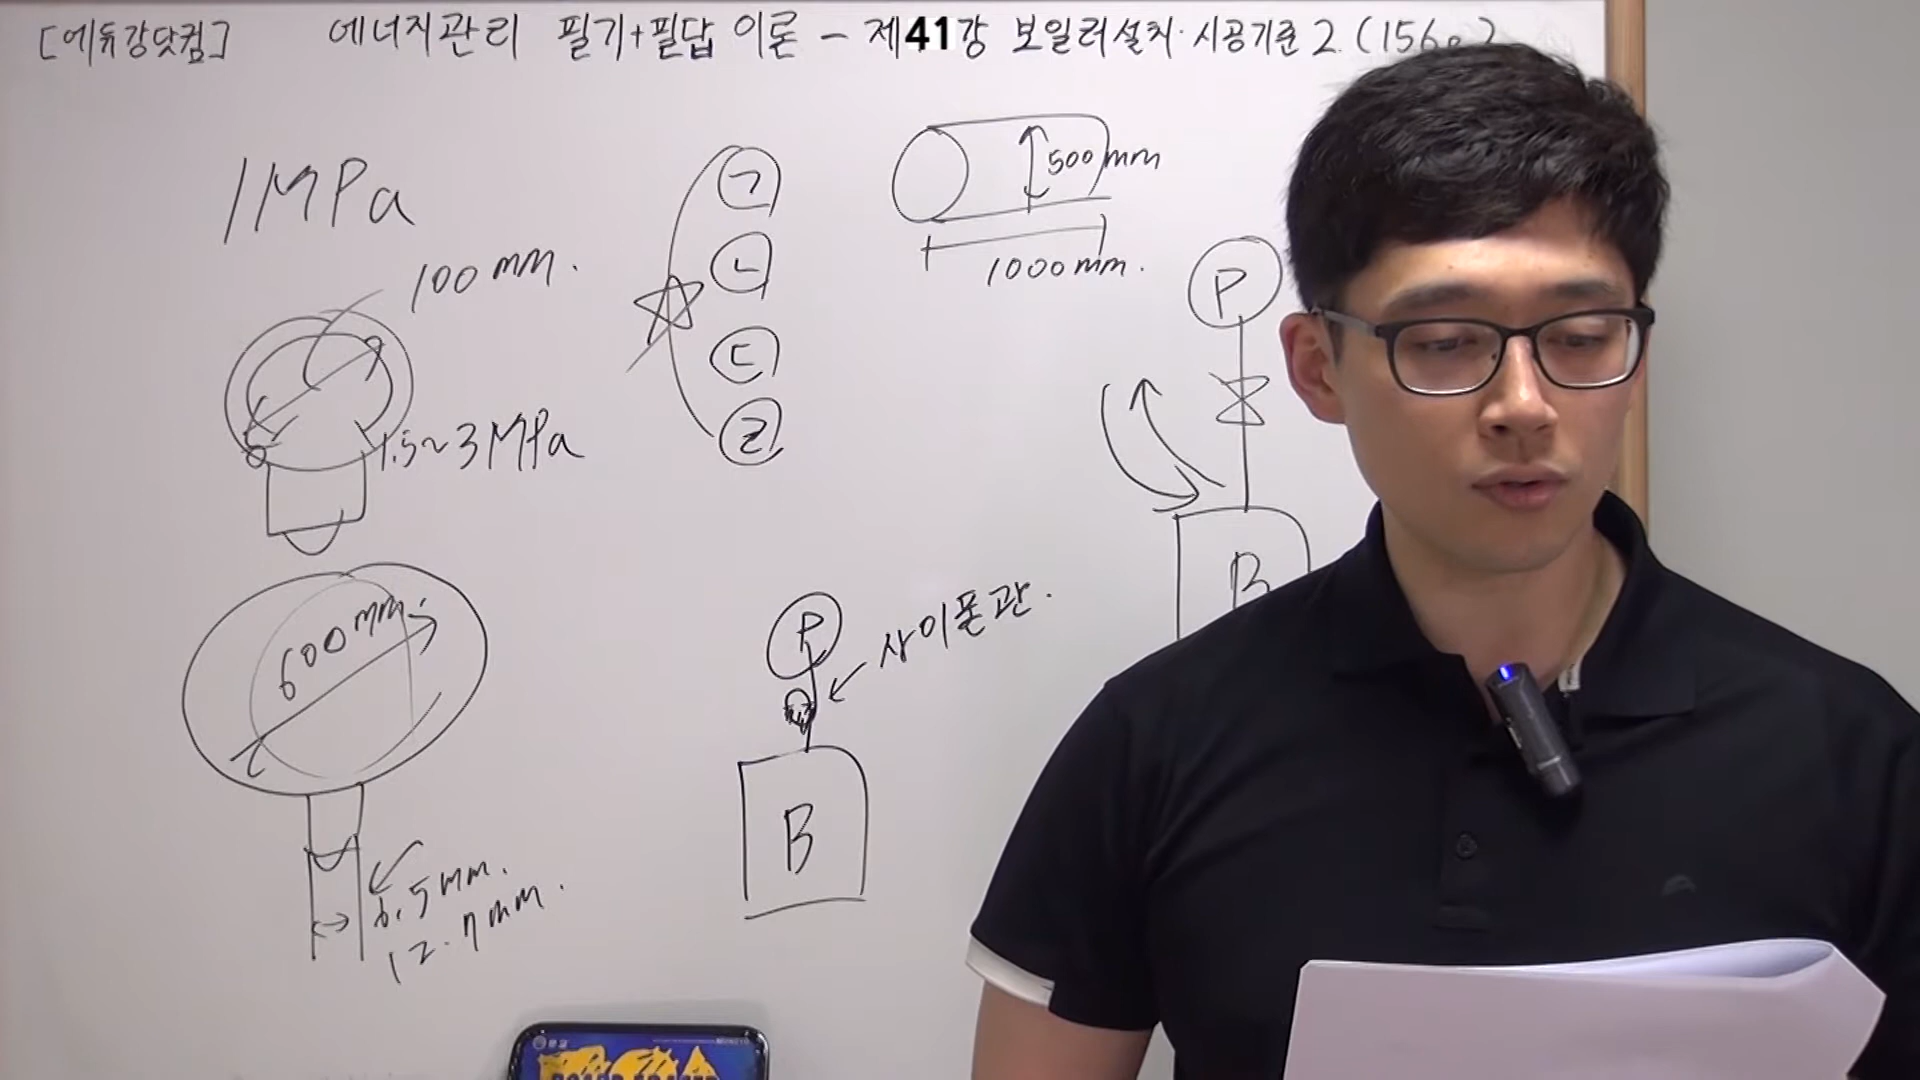 [에듀강닷컴] 에너지관리 필기+필답 이론 - 제41강 보일러설치·시공기준 2. (156p)
1MPa
100mm.
1.5~3MPa
600mm.
6.5mm.
12.7mm.
ㄱ
ㄴ
ㄷ
ㄹ
500mm
1000mm.
P
B
P
사이폰관.
B